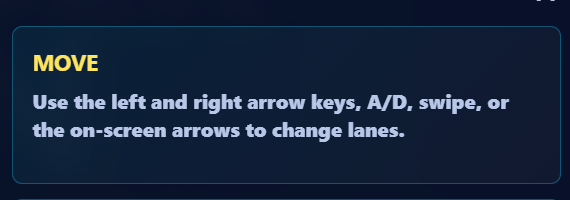 MOVE
Use the left and right arrow keys, A/D, swipe, or
the on-screen arrows to change lanes.